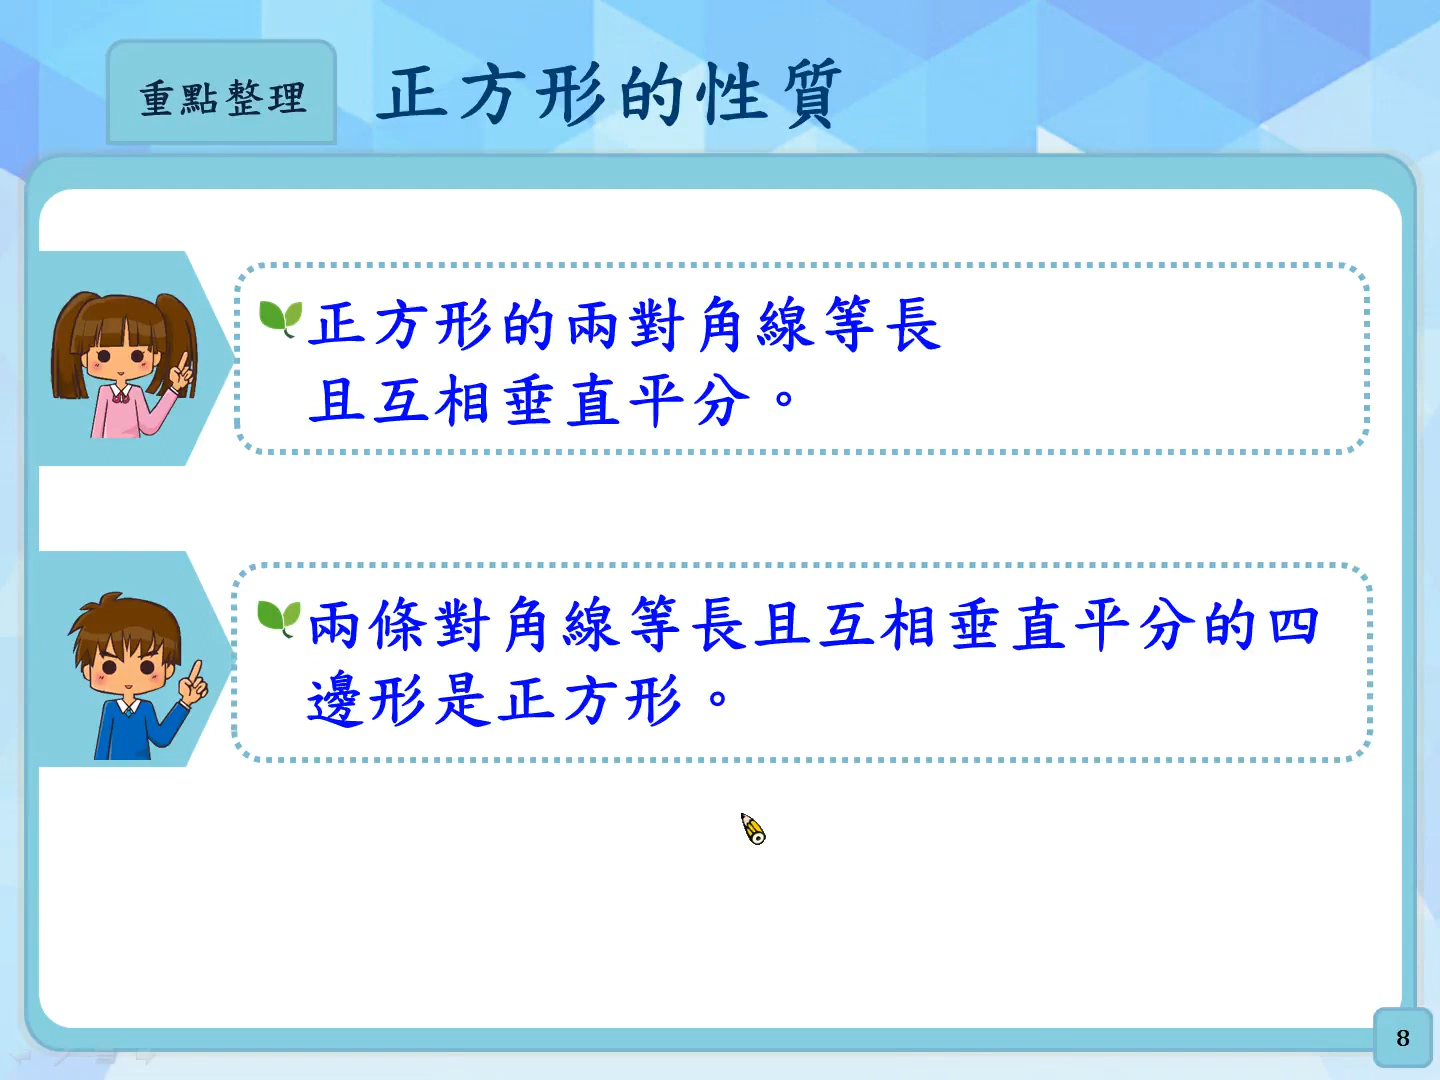 重點整理
正方形的性質
正方形的兩對角線等長
且互相垂直平分。
兩條對角線等長且互相垂直平分的四
邊形是正方形。
8